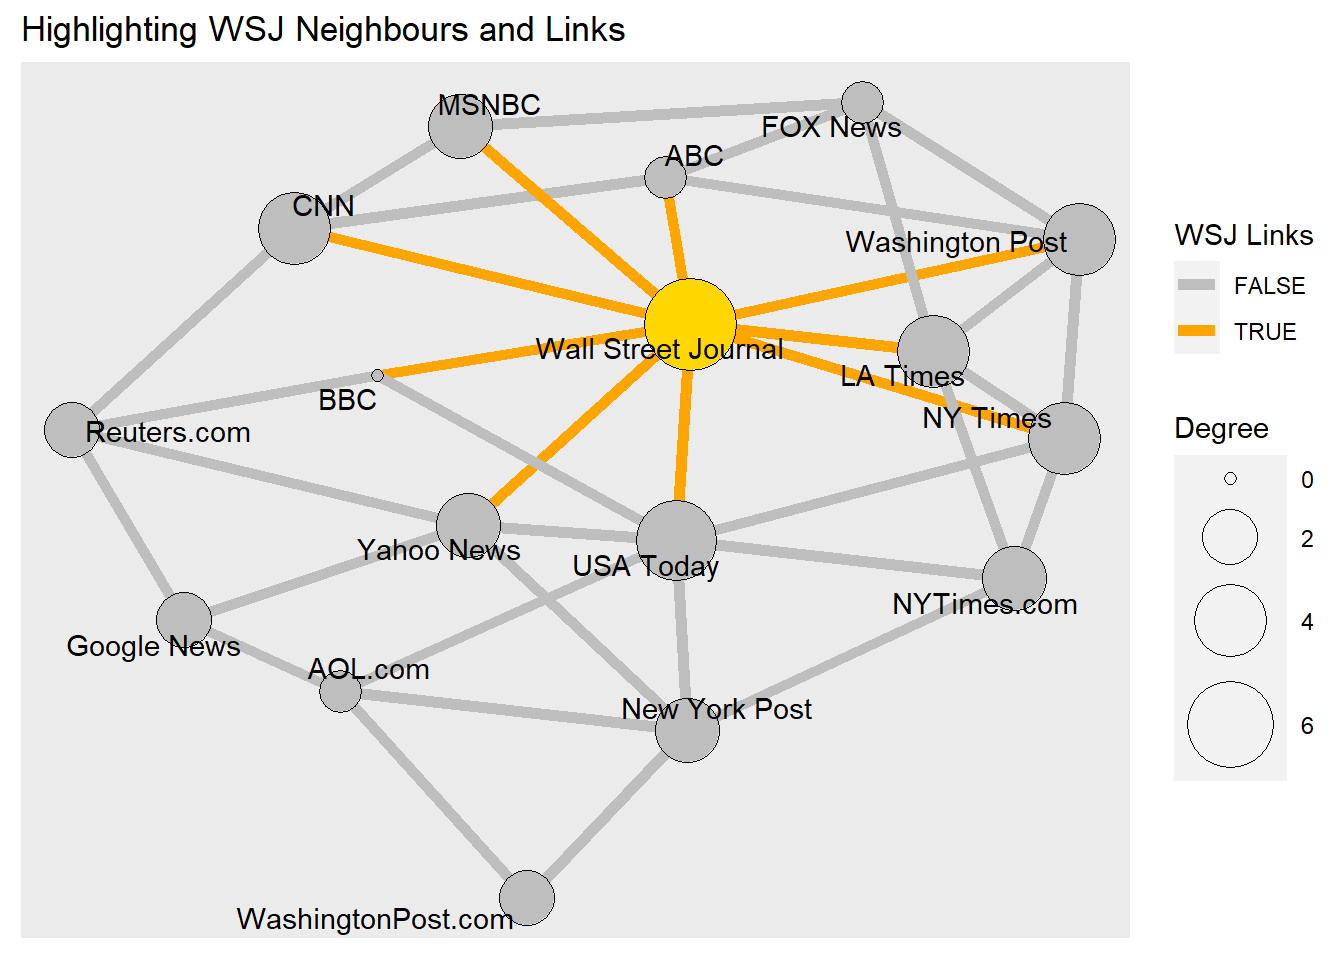 Highlighting WSJ Neighbours and Links
MSNBC
FOX News
ABC
CNN
Washington Post
Wall Street Journal
LA Times
BBC
NY Times
Reuters.com
Yahoo News
USA Today
NYTimes.com
Google News
AOL.com
New York Post
WashingtonPost.com
WSJ Links
FALSE
TRUE
Degree
0
2
4
6